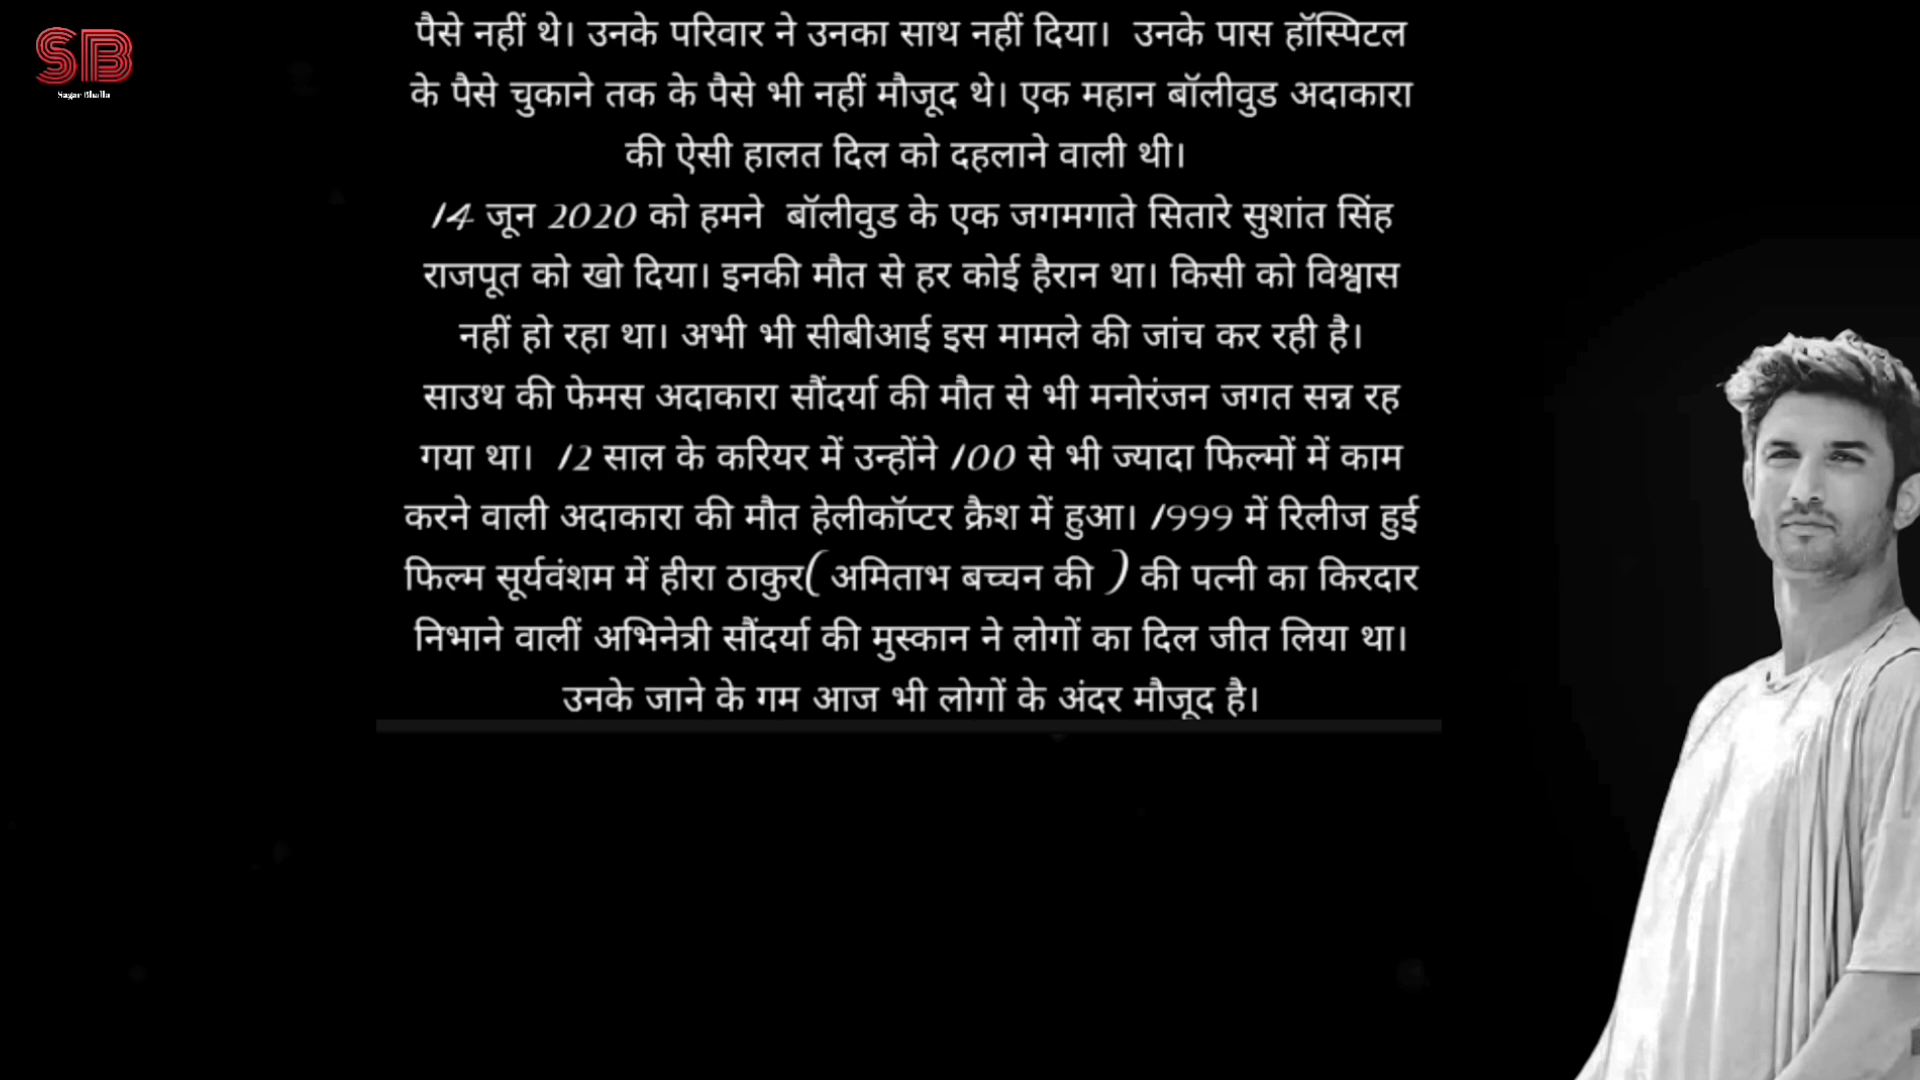 SB
Sagar Bhalla
पैसे नहीं थे। उनके परिवार ने उनका साथ नहीं दिया। उनके पास हॉस्पिटल
के पैसे चुकाने तक के पैसे भी नहीं मौजूद थे। एक महान बॉलीवुड अदाकारा
की ऐसी हालत दिल को दहलाने वाली थी।
14 जून 2020 को हमने बॉलीवुड के एक जगमगाते सितारे सुशांत सिंह
राजपूत को खो दिया। इनकी मौत से हर कोई हैरान था। किसी को विश्वास
नहीं हो रहा था। अभी भी सीबीआई इस मामले की जांच कर रही है।
साउथ की फेमस अदाकारा सौंदर्या की मौत से भी मनोरंजन जगत सन्न रह
गया था। 12 साल के करियर में उन्होंने 100 से भी ज्यादा फिल्मों में काम
करने वाली अदाकारा की मौत हेलीकॉप्टर क्रैश में हुआ। 1999 में रिलीज हुई
फिल्म सूर्यवंशम में हीरा ठाकुर( अमिताभ बच्चन की ) की पत्नी का किरदार
निभाने वालीं अभिनेत्री सौंदर्या की मुस्कान ने लोगों का दिल जीत लिया था।
उनके जाने के गम आज भी लोगों के अंदर मौजूद है।